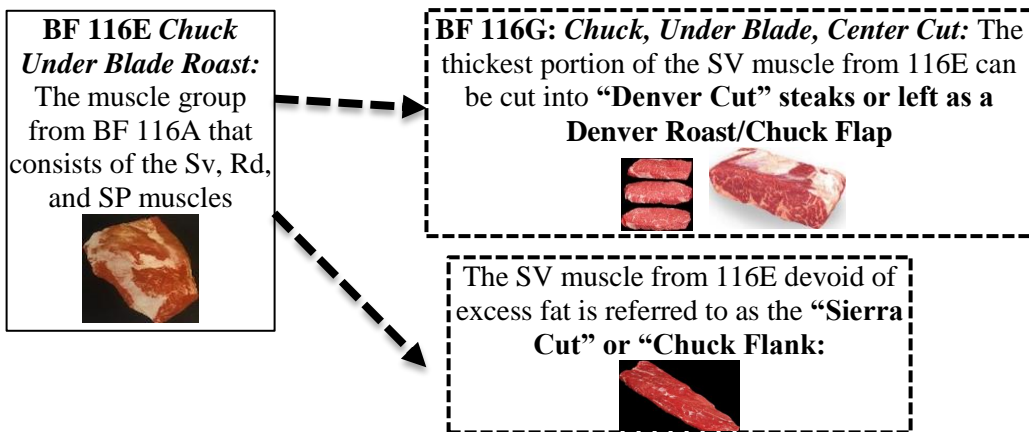 BF 116E Chuck
Under Blade Roast:
The muscle group
from BF 116A that
consists of the Sv, Rd,
and SP muscles
BF 116G: Chuck, Under Blade, Center Cut: The
thickest portion of the SV muscle from 116E can
be cut into “Denver Cut” steaks or left as a
Denver Roast/Chuck Flap
The SV muscle from 116E devoid of
excess fat is referred to as the “Sierra
Cut” or “Chuck Flank: